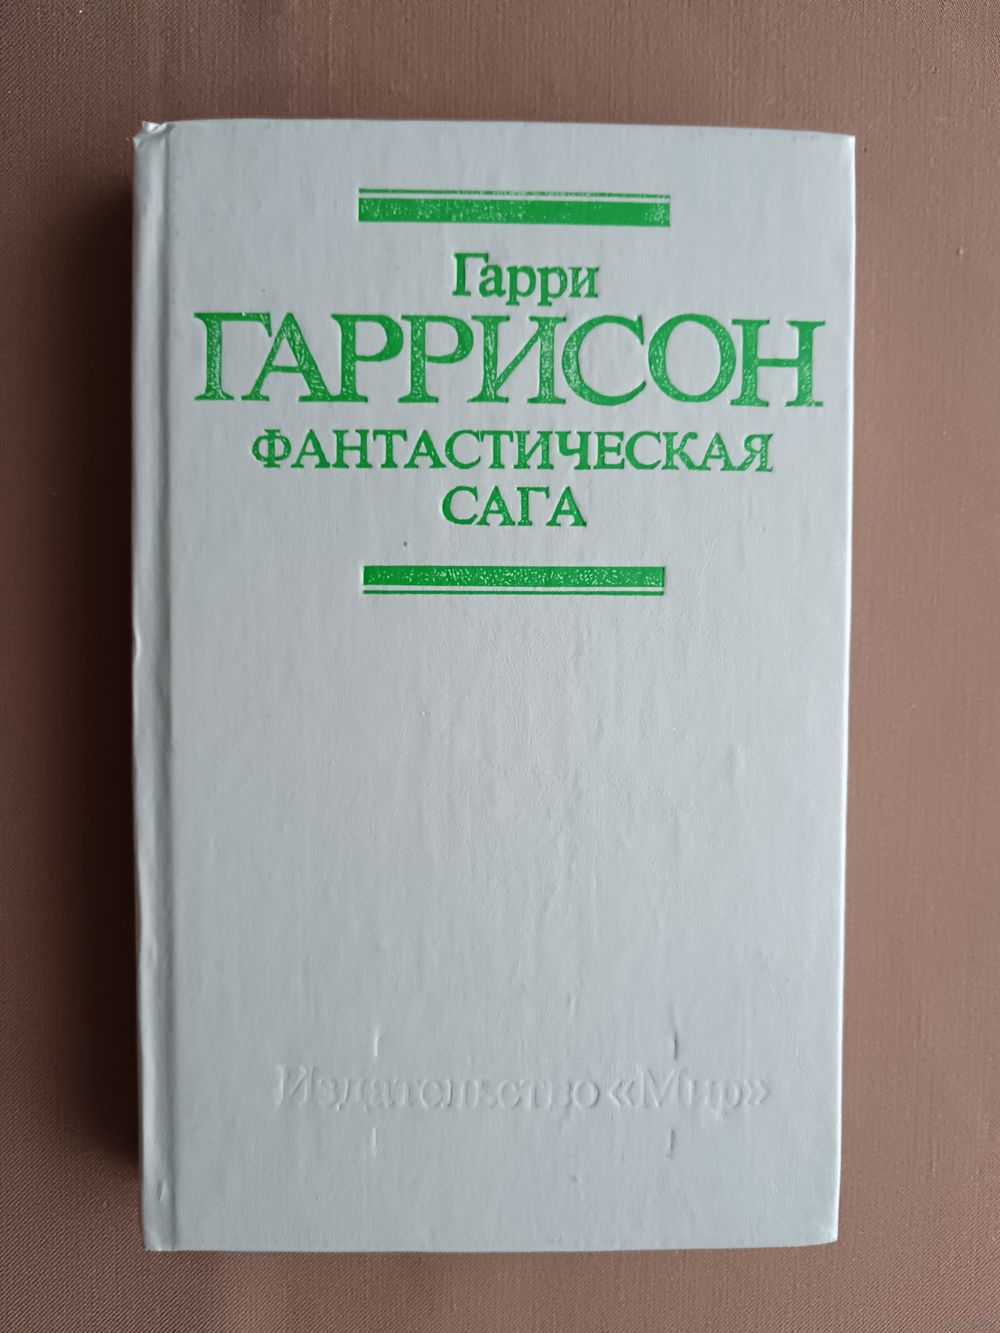 Гарри
ГАРРИСОН
ФАНТАСТИЧЕСКАЯ
САГА
Издательство «Мир»